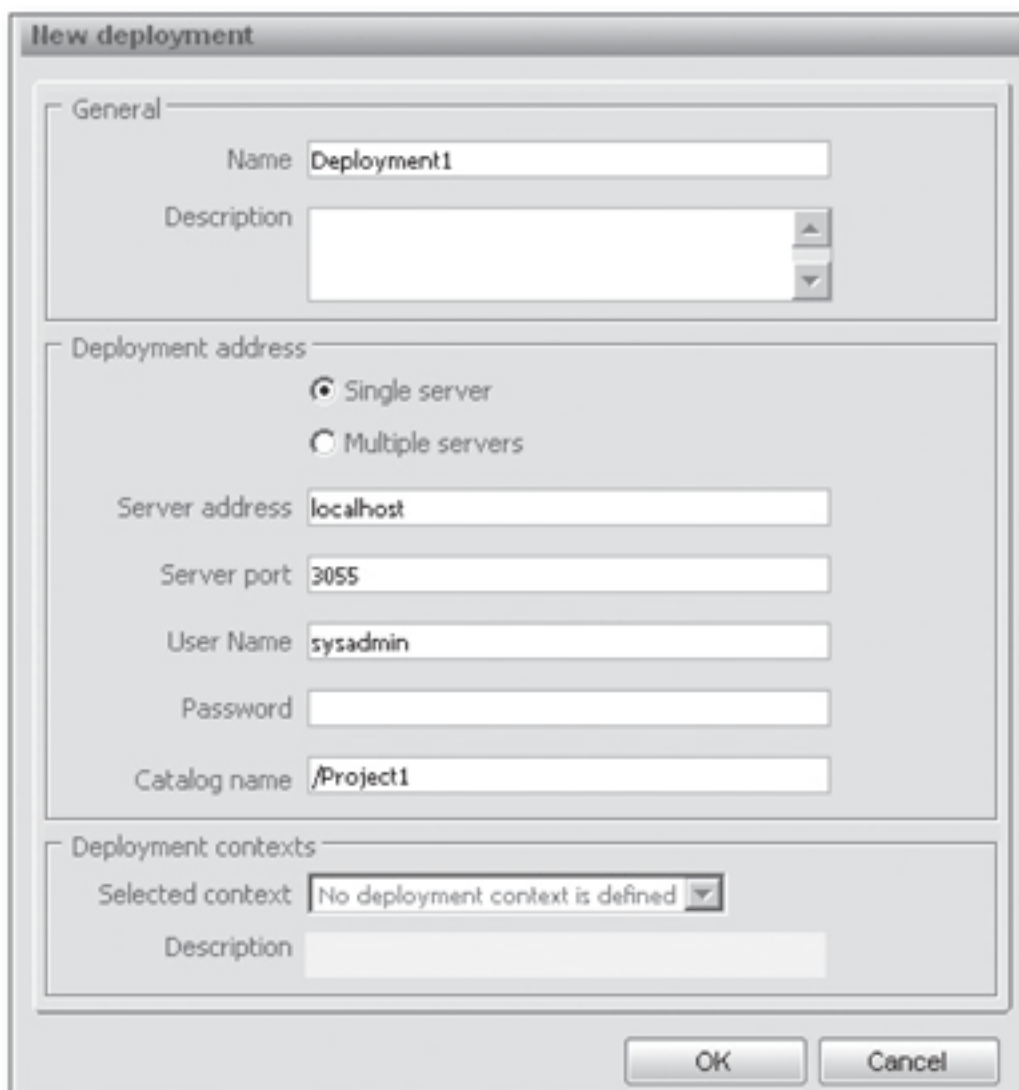 New deployment
General
Name Deployment1
Description
Deployment address
Single server
Multiple servers
Server address localhost
Server port 3055
User Name sysadmin
Password
Catalog name /Project1
Deployment contexts
Selected context No deployment context is defined
Description
OK Cancel